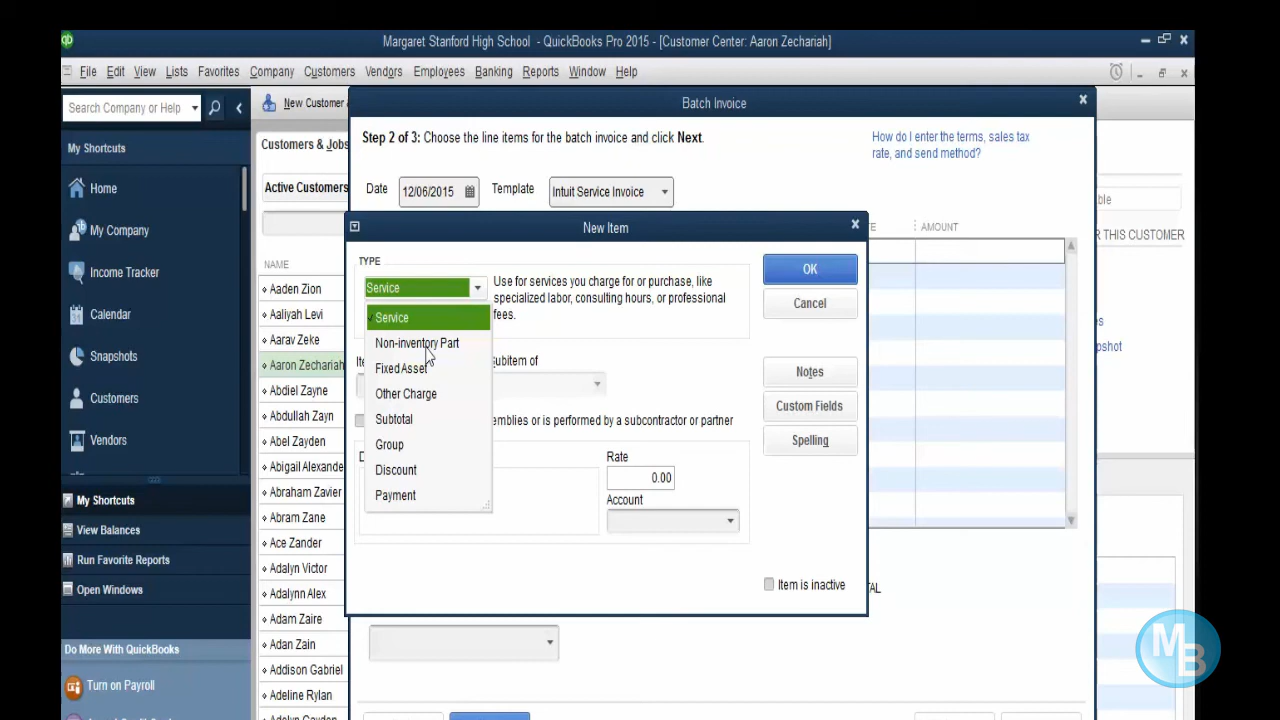 Margaret Stanford High School - QuickBooks Pro 2015 - [Customer Center: Aaron Zechariah]
File Edit View Lists Favorites Company Customers Vendors Employees Banking Reports Window Help
Search Company or Help
My Shortcuts
Home
My Company
Income Tracker
Calendar
Snapshots
Customers
Vendors
My Shortcuts
View Balances
Run Favorite Reports
Open Windows
Do More With QuickBooks
Turn on Payroll
New Customer &
Customers & Jobs
Active Customers
NAME
Aaden Zion
Aaliyah Levi
Aarav Zeke
Aaron Zechariah
Abdiel Zayne
Abdullah Zayn
Abel Zayden
Abigail Alexande
Abraham Zavier
Abram Zane
Ace Zander
Adalyn Victor
Adalynn Alex
Adam Zaire
Adan Zain
Addison Gabriel
Adeline Rylan
Adelyn Gayden
Batch Invoice
Step 2 of 3: Choose the line items for the batch invoice and click Next.
How do I enter the terms, sales tax
rate, and send method?
Date 12/06/2015 Template Intuit Service Invoice
AMOUNT
R THIS CUSTOMER
New Item
TYPE
Service
Use for services you charge for or purchase, like
specialized labor, consulting hours, or professional
fees.
Service
Non-inventory Part
Fixed Asset
Other Charge
Subtotal
Group
Discount
Payment
Subitem of
emblies or is performed by a subcontractor or partner
Rate
0.00
Account
OK
Cancel
Notes
Custom Fields
Spelling
Item is inactive
MB